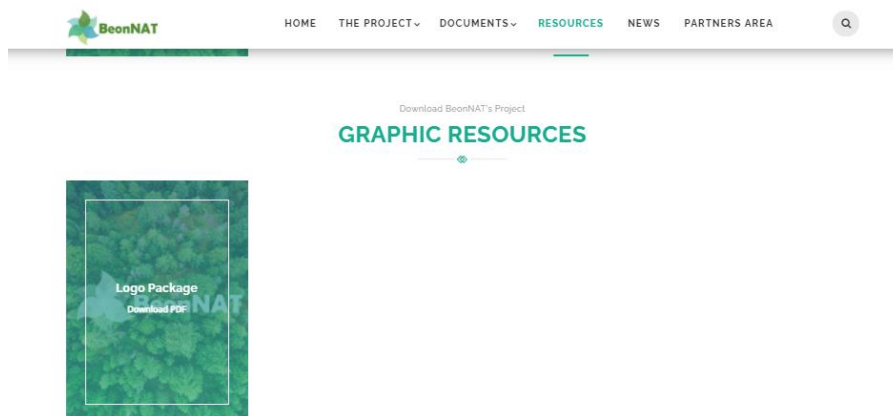 BeonNAT
HOME THE PROJECT DOCUMENTS RESOURCES NEWS PARTNERS AREA
Download BeonNAT's Project
GRAPHIC RESOURCES
Logo Package
BeonNAT
Download PDF